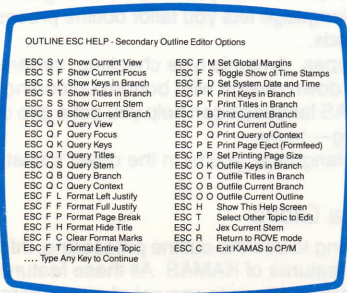 OUTLINE ESC HELP - Secondary Outline Editor Options
ESC S V Show Current View
ESC S F Show Current Focus
ESC S K Show Keys in Branch
ESC S T Show Titles in Branch
ESC S S Show Current Stem
ESC S B Show Current Branch
ESC Q V Query View
ESC Q F Query Focus
ESC Q K Query Keys
ESC Q T Query Titles
ESC Q S Query Stem
ESC Q B Query Branch
ESC Q C Query Context
ESC F L Format Left Justify
ESC F F Format Full Justify
ESC F P Format Page Break
ESC F H Format Hide Title
ESC F C Format Clear Marks
ESC F T Format Entire Topic
.... Type Any Key to Continue
ESC F M Set Global Margins
ESC F S Toggle Show of Time Stamps
ESC F D Set System Date and Time
ESC P K Print Keys in Branch
ESC P T Print Titles in Branch
ESC P B Print Current Branch
ESC P O Print Current Outline
ESC P Q Print Query of Context
ESC P E Print Page Eject (Formfeed)
ESC P P Set Printing Page Size
ESC O K Outfile Keys in Branch
ESC O T Outfile Titles in Branch
ESC O B Outfile Current Branch
ESC O O Outfile Current Outline
ESC H Show This Help Screen
ESC T Select Other Topic to Edit
ESC J Jex Current Stem
ESC R Return to ROVE mode
ESC Z Exit KAMAS to CP/M